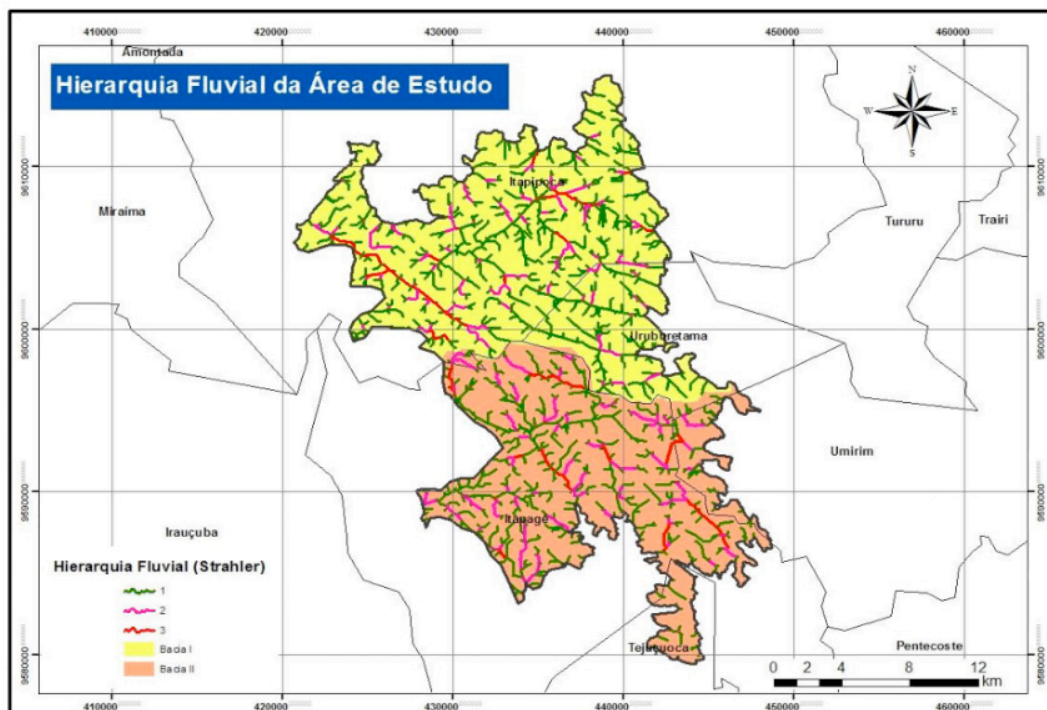 410000 420000 430000 440000 450000 460000
Amontada
Hierarquia Fluvial da Área de Estudo
N
W E
S
9610000 9610000
Itapipoca
Miraíma
Tururu
Trairi
9600000 9600000
Uruburetama
Umirim
9590000 9590000
Itapagé
Irauçuba
Hierarquia Fluvial (Strahler)
1
2
3
Bacia I
Bacia II
Tejuçuoca
Pentecoste
9580000 9580000
0 2 4 8 12
km
410000 420000 430000 440000 450000 460000